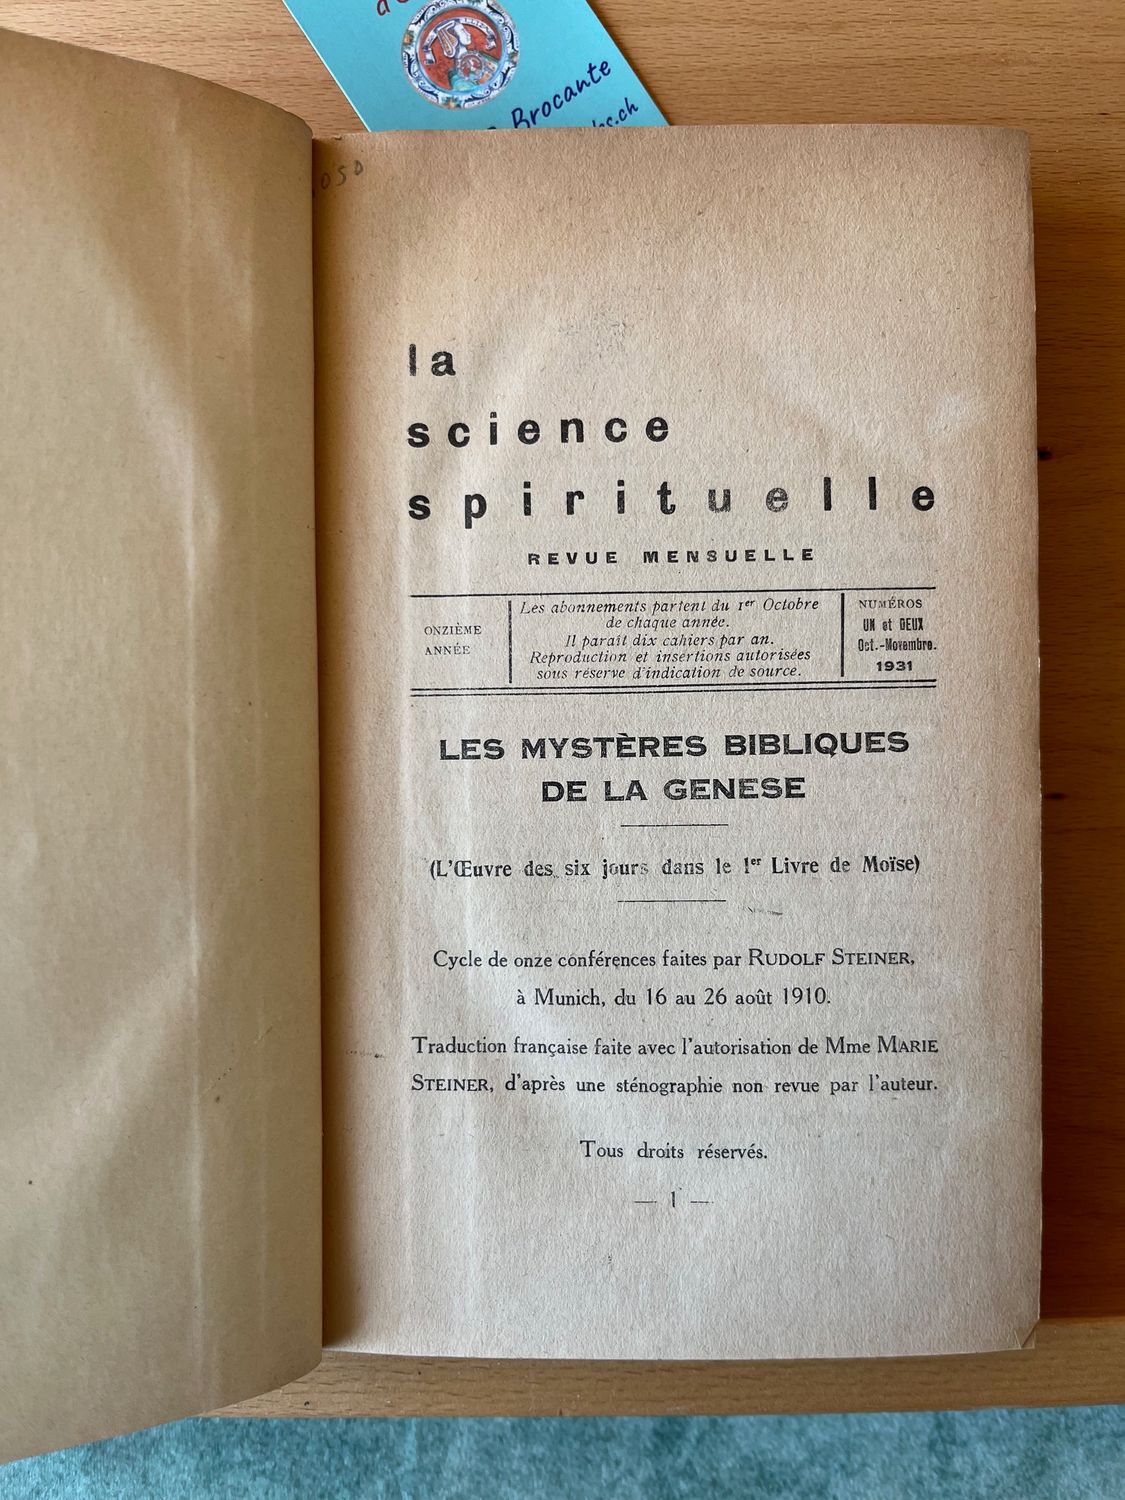 Brocante
.ch
050
la
science
spirituelle
REVUE MENSUELLE
ONZIÈME
ANNÉE
Les abonnements partent du 1er Octobre
de chaque année.
Il paraît dix cahiers par an.
Reproduction et insertions autorisées
sous réserve d'indication de source.
NUMÉROS
UN et DEUX
Oct.-Novembre.
1931
LES MYSTÈRES BIBLIQUES
DE LA GENESE
(L'Œuvre des six jours dans le 1er Livre de Moïse)
Cycle de onze conférences faites par RUDOLF STEINER,
à Munich, du 16 au 26 août 1910.
Traduction française faite avec l'autorisation de Mme MARIE
STEINER, d'après une sténographie non revue par l'auteur.
Tous droits réservés.
— 1 —